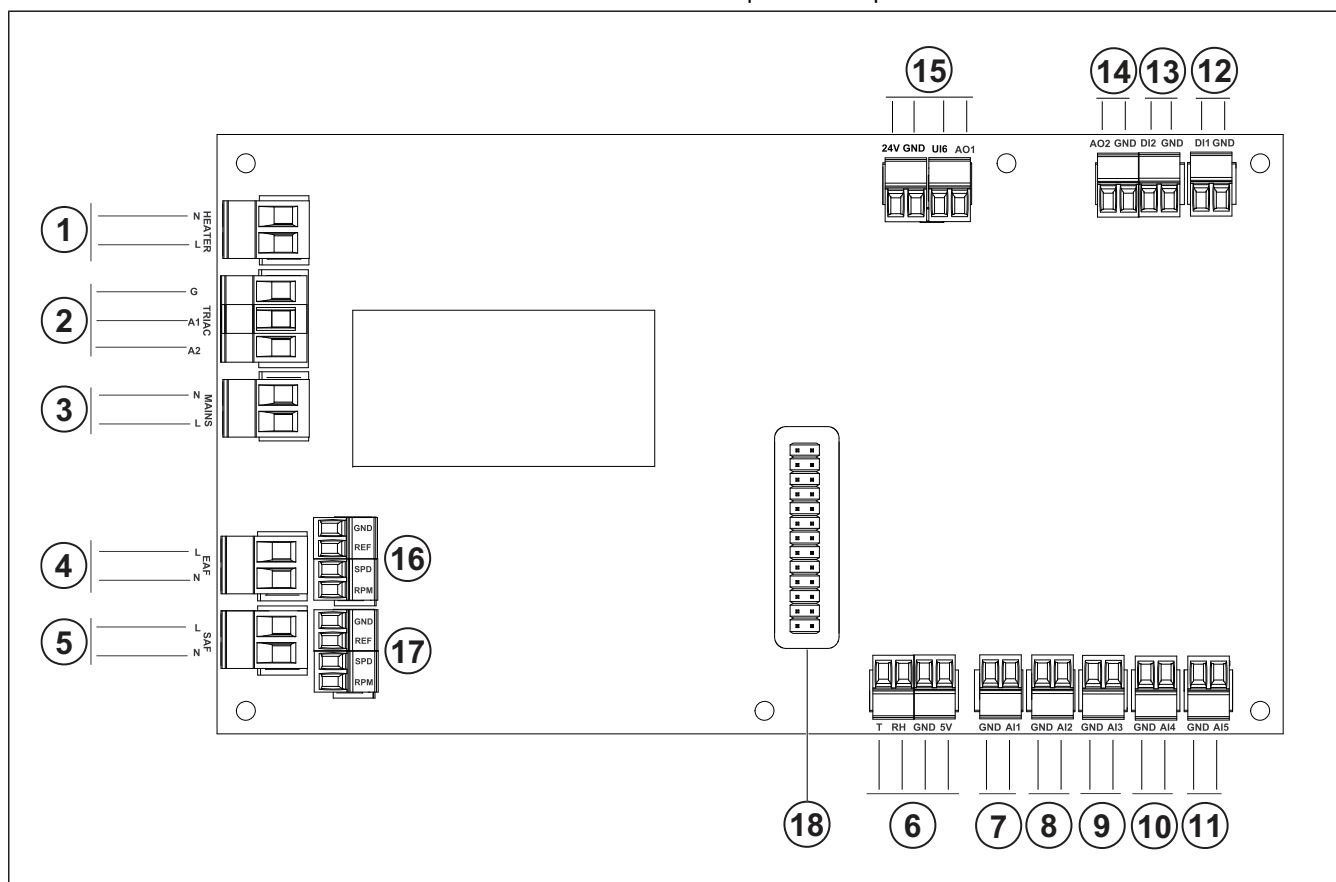 15
14 13 12
24V GND UI6 AO1
AO2 GND DI2 GND DI1 GND
1
N
L
HEATER
2
G
A1
A2
TRIAC
3
N
L
MAINS
4
L
N
EAF
GND
REF
SPD
RPM
16
5
L
N
SAF
GND
REF
SPD
RPM
17
T RH GND 5V GND AI1 GND AI2 GND AI3 GND AI4 GND AI5
18 6 7 8 9 10 11